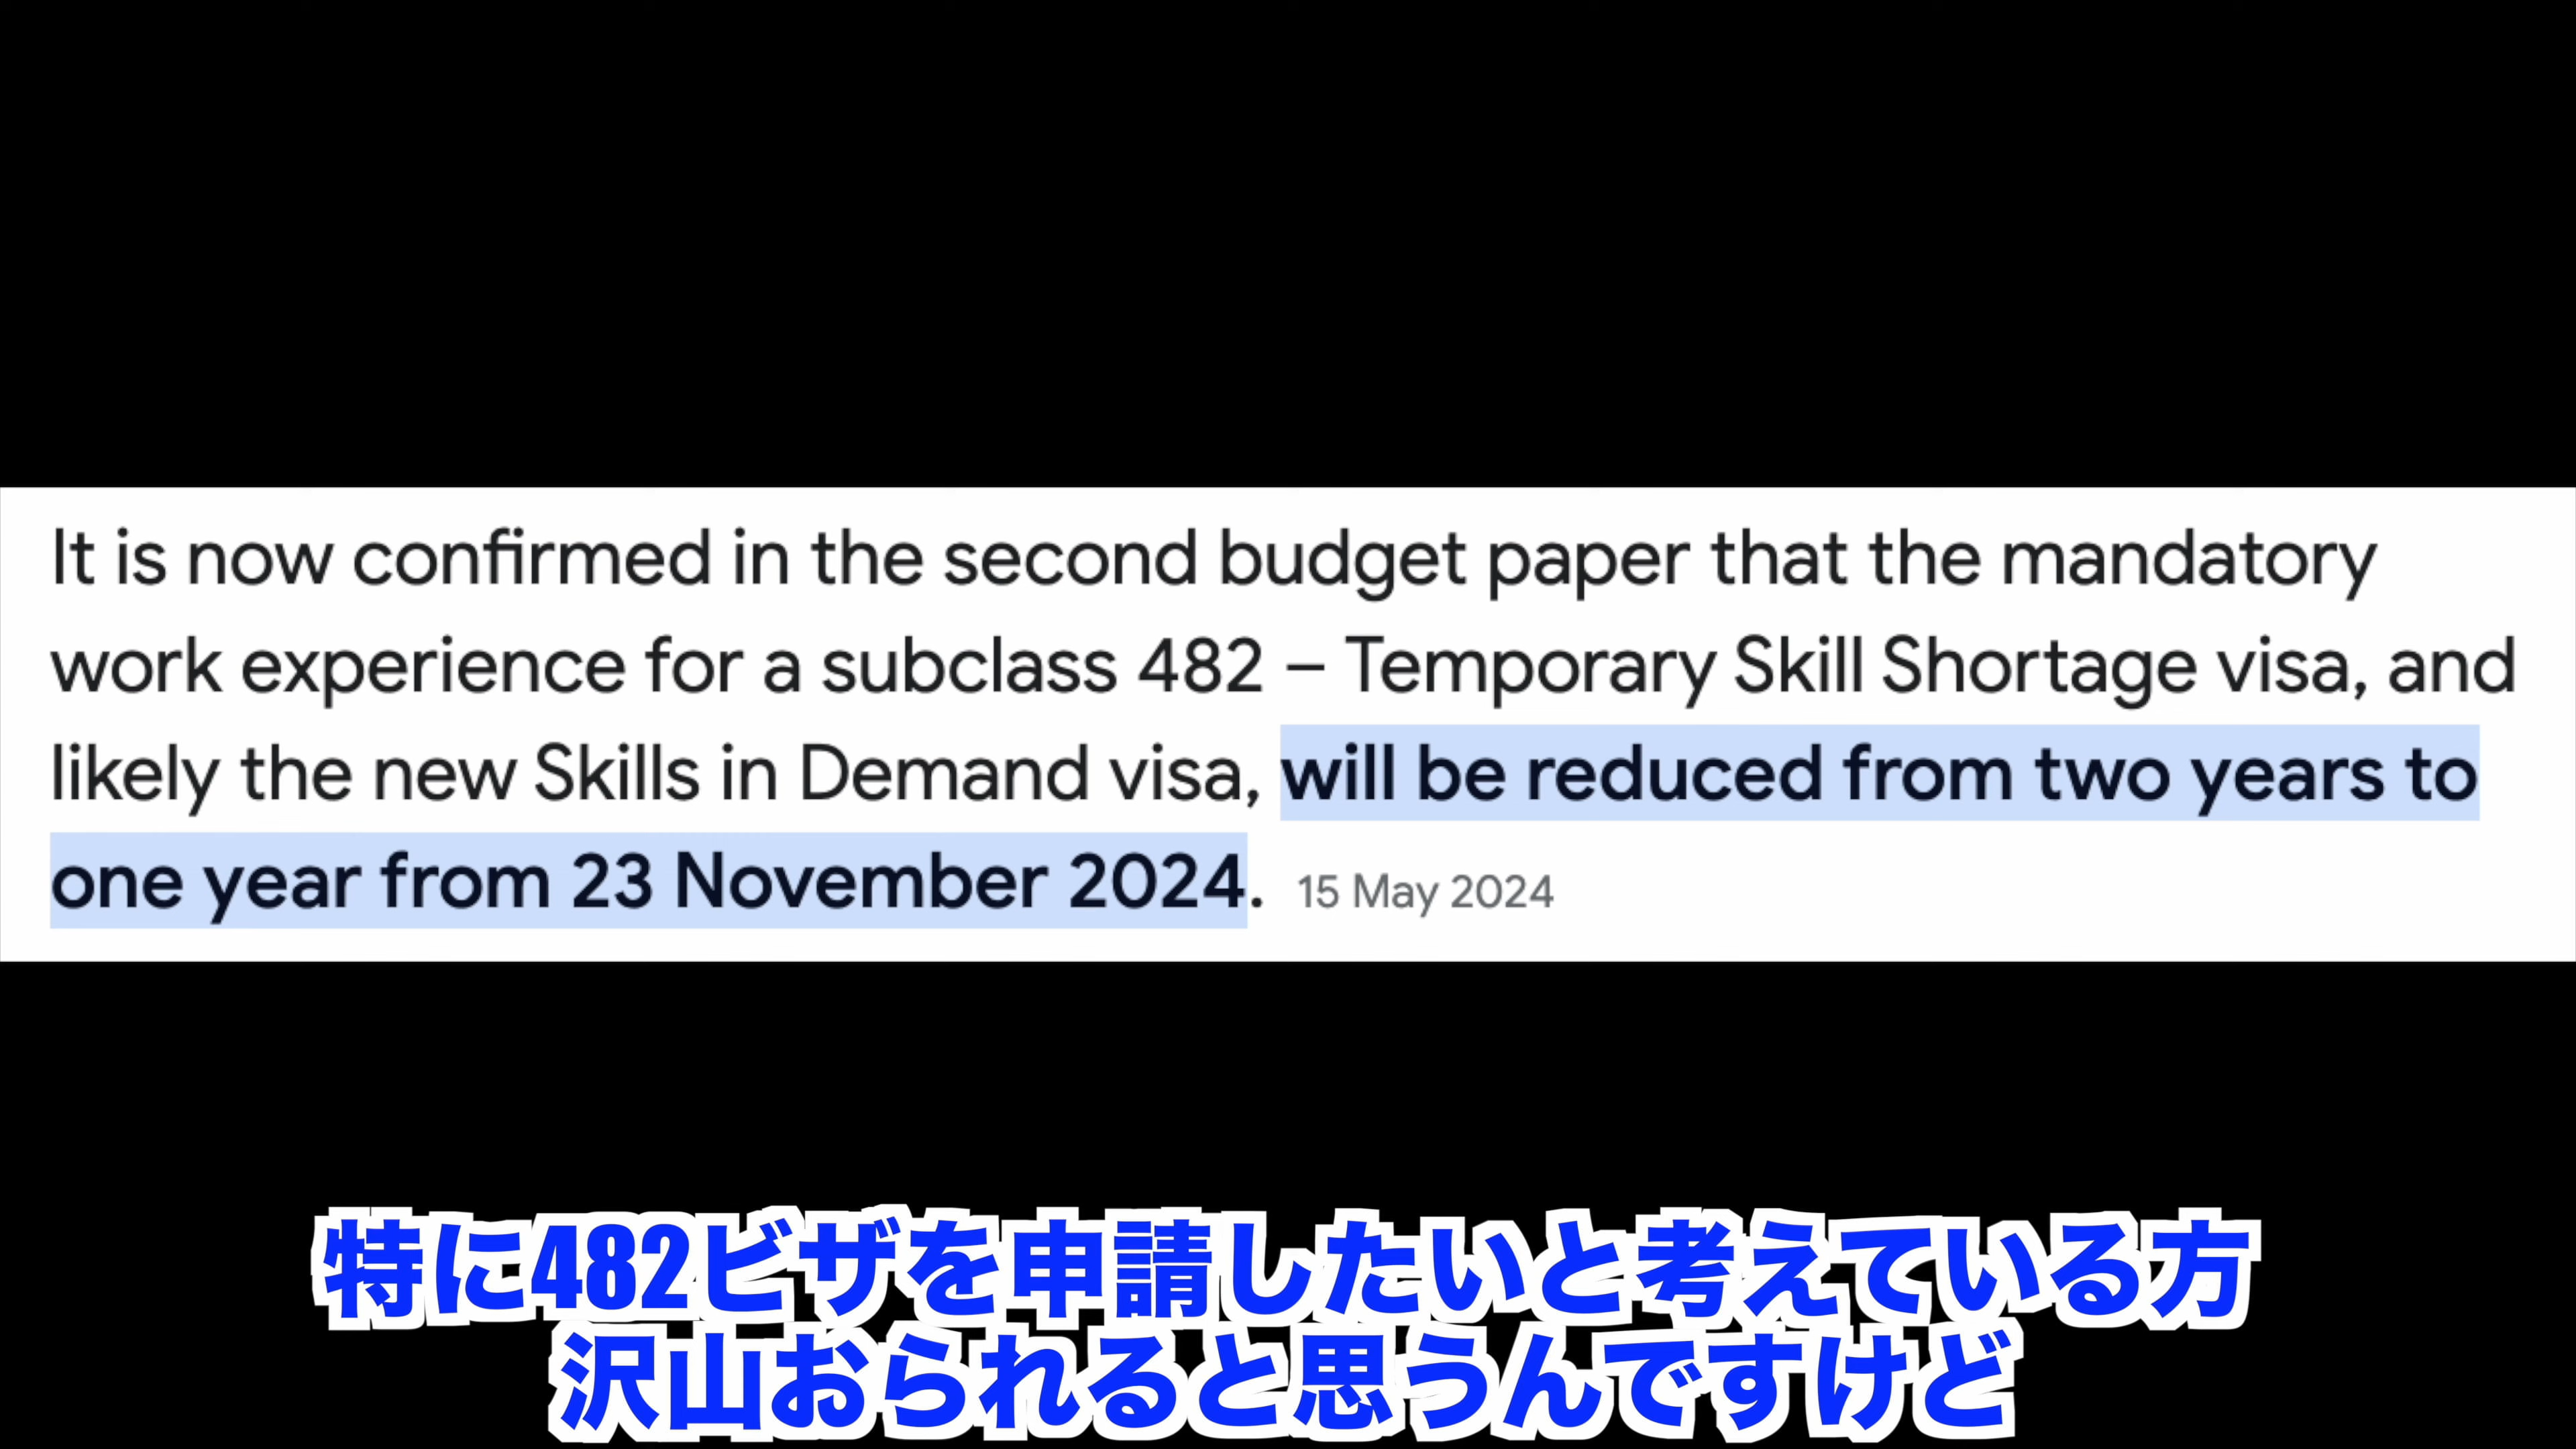 It is now confirmed in the second budget paper that the mandatory
work experience for a subclass 482 – Temporary Skill Shortage visa, and
likely the new Skills in Demand visa, will be reduced from two years to
one year from 23 November 2024. 15 May 2024
特に482ビザを申請したいと考えている方
沢山おられると思うんですけど